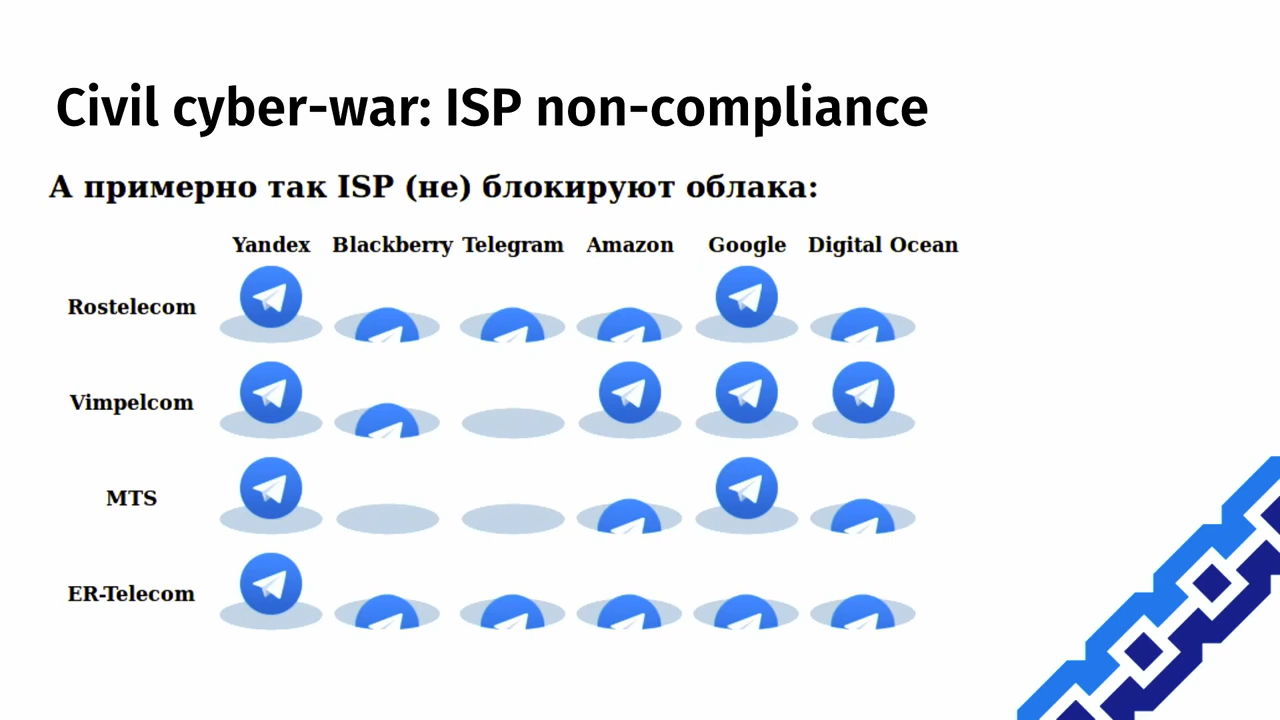 Civil cyber-war: ISP non-compliance
А примерно так ISP (не) блокируют облака:
Yandex Blackberry Telegram Amazon Google Digital Ocean
Rostelecom
Vimpelcom
MTS
ER-Telecom